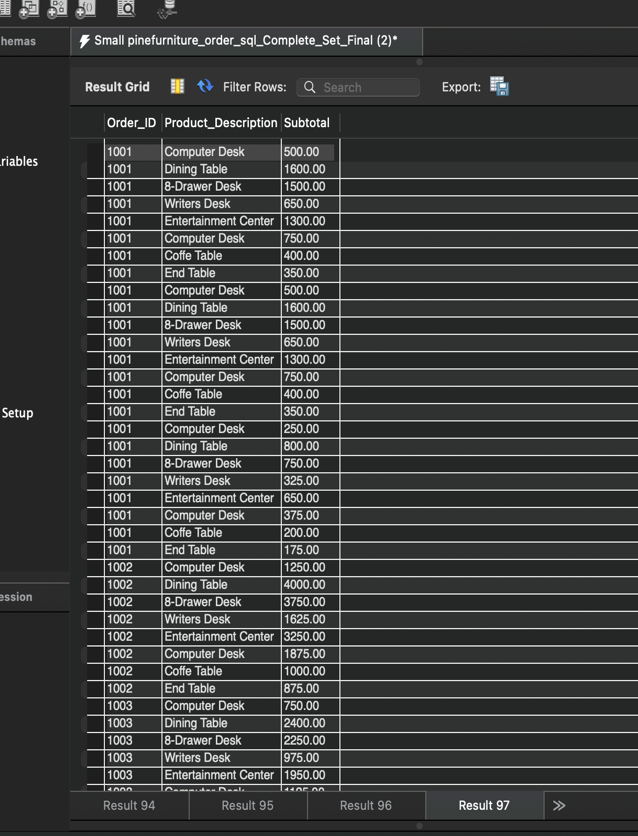 hemas
Small pinefurniture_order_sql_Complete_Set_Final (2)*
Result Grid Filter Rows: Search Export:
Order_ID Product_Description Subtotal
riables
1001 Computer Desk 500.00
1001 Dining Table 1600.00
1001 8-Drawer Desk 1500.00
1001 Writers Desk 650.00
1001 Entertainment Center 1300.00
1001 Computer Desk 750.00
1001 Coffe Table 400.00
1001 End Table 350.00
1001 Computer Desk 500.00
1001 Dining Table 1600.00
1001 8-Drawer Desk 1500.00
1001 Writers Desk 650.00
1001 Entertainment Center 1300.00
1001 Computer Desk 750.00
1001 Coffe Table 400.00
1001 End Table 350.00
Setup
1001 Computer Desk 250.00
1001 Dining Table 800.00
1001 8-Drawer Desk 750.00
1001 Writers Desk 325.00
1001 Entertainment Center 650.00
1001 Computer Desk 375.00
1001 Coffe Table 200.00
1001 End Table 175.00
1002 Computer Desk 1250.00
1002 Dining Table 4000.00
ession
1002 8-Drawer Desk 3750.00
1002 Writers Desk 1625.00
1002 Entertainment Center 3250.00
1002 Computer Desk 1875.00
1002 Coffe Table 1000.00
1002 End Table 875.00
1003 Computer Desk 750.00
1003 Dining Table 2400.00
1003 8-Drawer Desk 2250.00
1003 Writers Desk 975.00
1003 Entertainment Center 1950.00
Result 94 Result 95 Result 96 Result 97